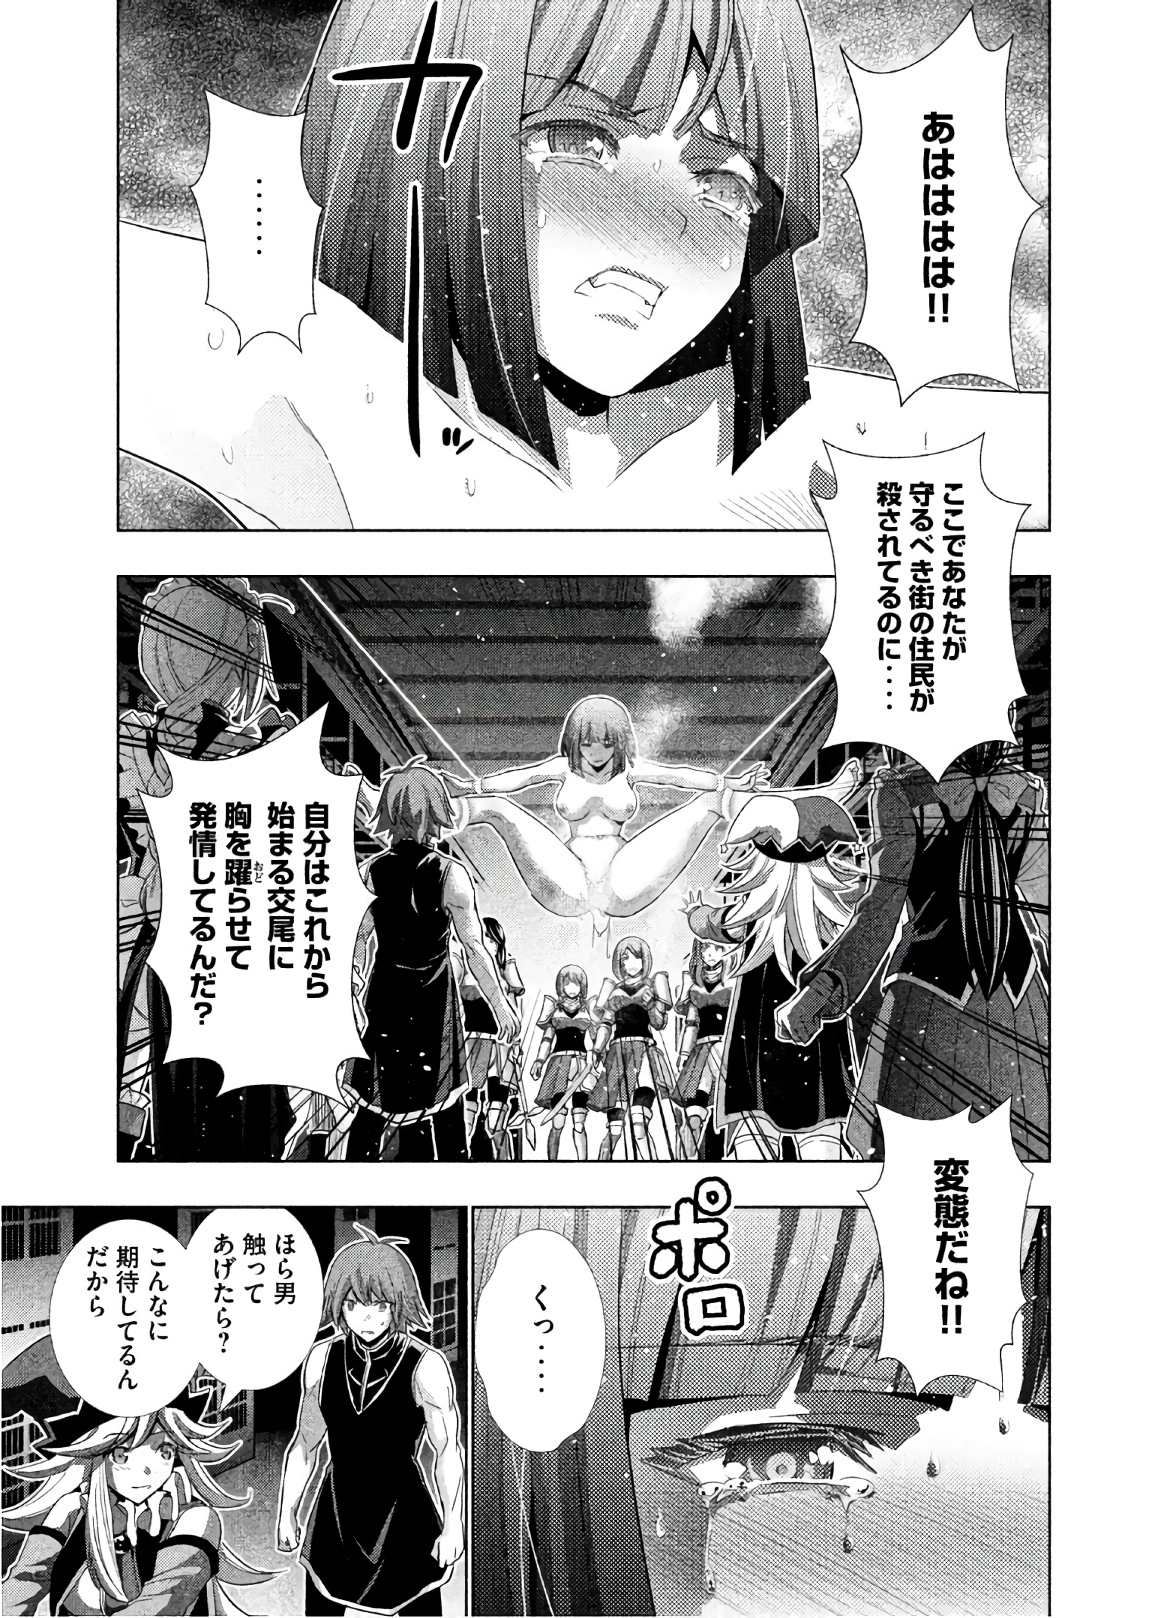 あはははは!!
カ
ッ
‥‥‥
ここであなたが
守るべき街の住民が
殺されてるのに‥‥
自分はこれから
始まる交尾に
胸を躍らせて
おど
発情してるんだ?
変態だね!!
ポロ
くっ‥‥
ほら男
触って
あげたら?
こんなに
期待してるん
だから